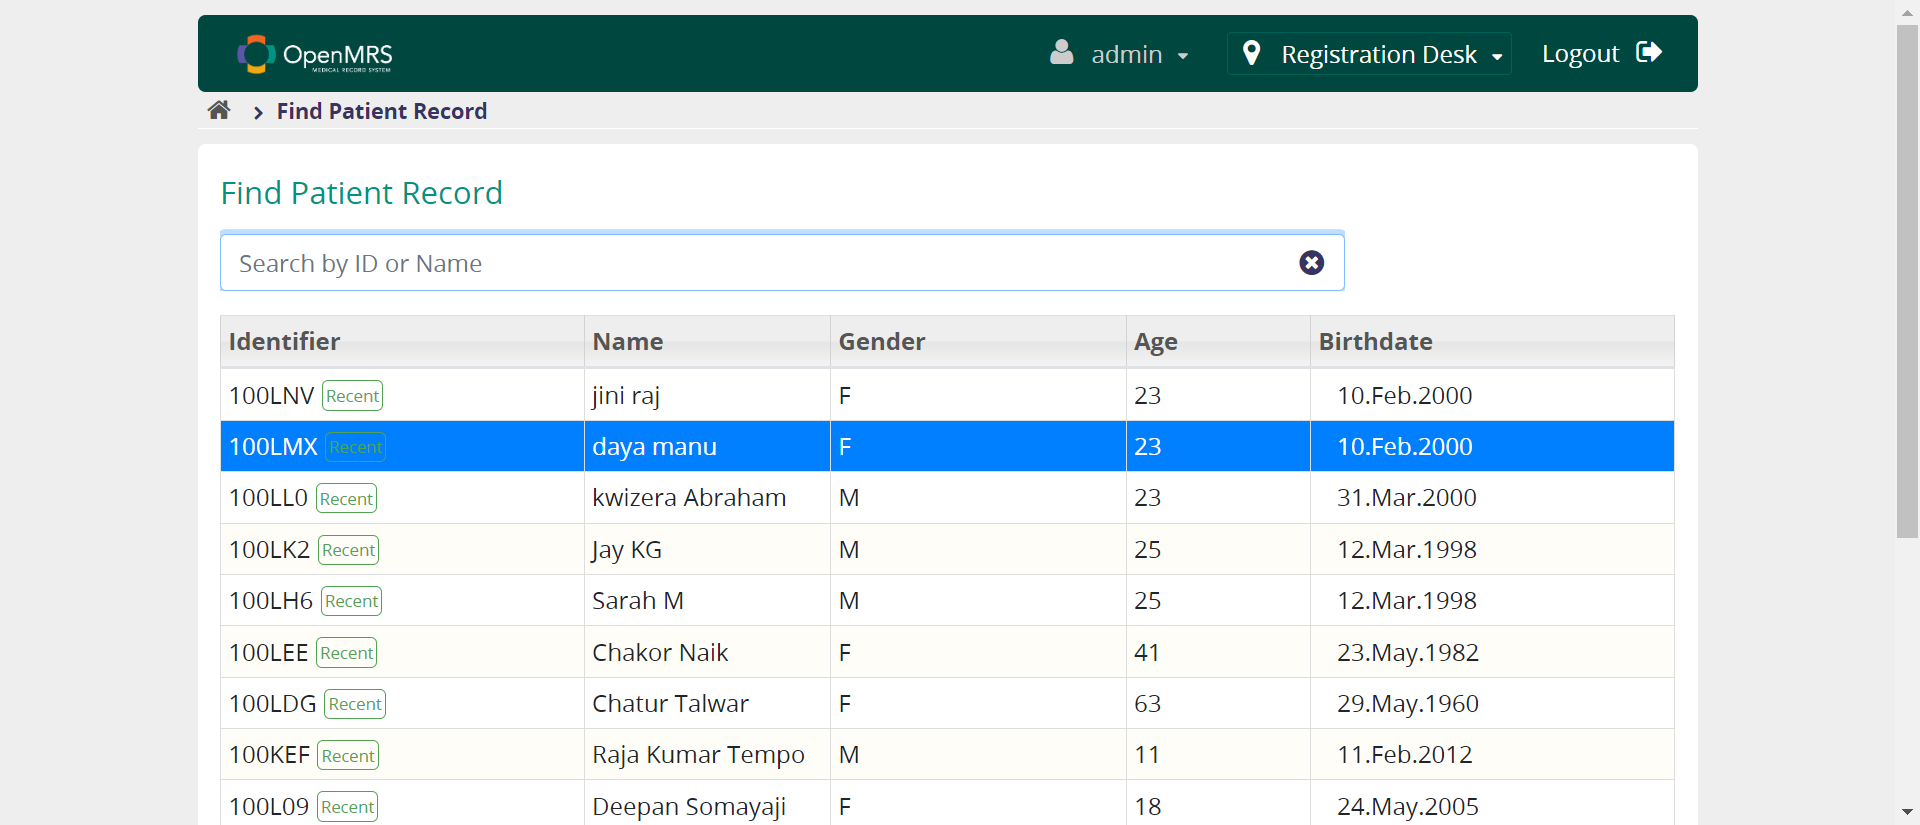 OpenMRS
MEDICAL RECORD SYSTEM
admin
Registration Desk
Logout
Find Patient Record
Find Patient Record
Search by ID or Name
Identifier Name Gender Age Birthdate
100LNV Recent jini raj F 23 10.Feb.2000
100LMX Recent daya manu F 23 10.Feb.2000
100LL0 Recent kwizera Abraham M 23 31.Mar.2000
100LK2 Recent Jay KG M 25 12.Mar.1998
100LH6 Recent Sarah M M 25 12.Mar.1998
100LEE Recent Chakor Naik F 41 23.May.1982
100LDG Recent Chatur Talwar F 63 29.May.1960
100KEF Recent Raja Kumar Tempo M 11 11.Feb.2012
100L09 Recent Deepan Somayaji F 18 24.May.2005